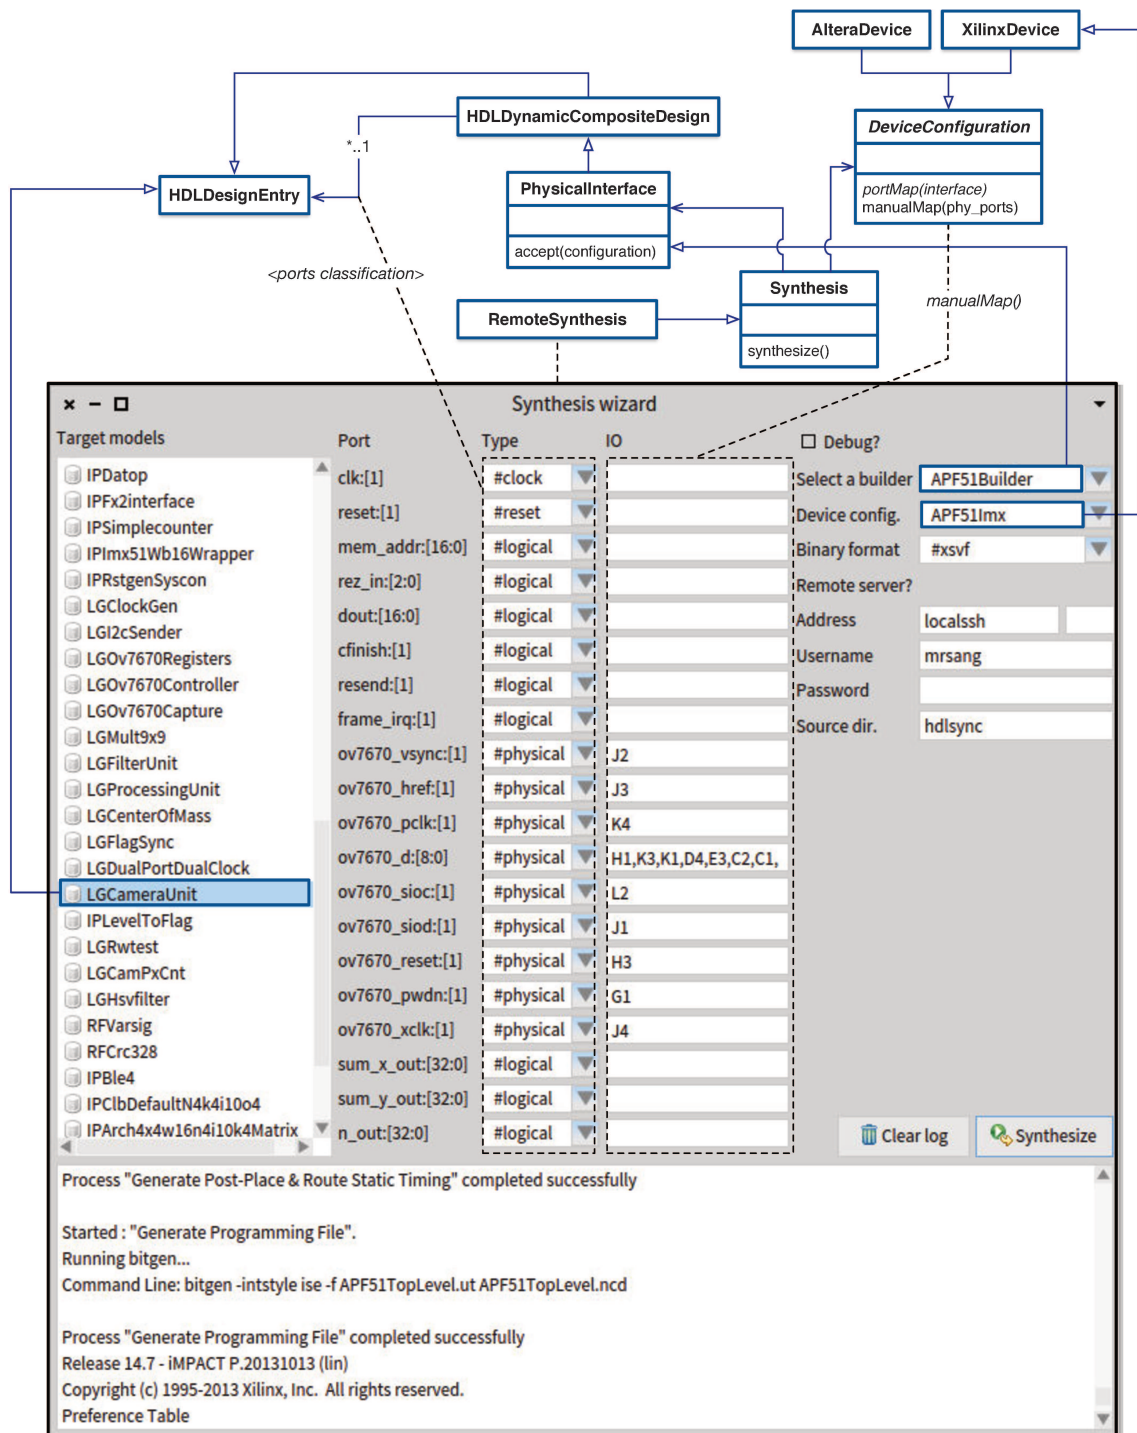 AlteraDevice
XilinxDevice
HDLDynamicCompositeDesign
DeviceConfiguration
portMap(interface)
manualMap(phy_ports)
*..1
HDLDesignEntry
PhysicalInterface
accept(configuration)
<ports classification>
Synthesis
synthesize()
manualMap()
RemoteSynthesis
Synthesis wizard
Target models
IPDatop
IPFx2interface
IPSimplecounter
IPImx51Wb16Wrapper
IPRstgenSyscon
LGClockGen
LGI2cSender
LGOv7670Registers
LGOv7670Controller
LGOv7670Capture
LGMult9x9
LGFilterUnit
LGProcessingUnit
LGCenterOfMass
LGFlagSync
LGDualPortDualClock
LGCameraUnit
IPLevelToFlag
LGRwtest
LGCamPxCnt
LGHsvfilter
RFVarsig
RFCrc328
IPBle4
IPClbDefaultN4k4i10o4
IPArch4x4w16n4i10k4Matrix
Port Type IO
clk:[1] #clock
reset:[1] #reset
mem_addr:[16:0] #logical
rez_in:[2:0] #logical
dout:[16:0] #logical
cfinish:[1] #logical
resend:[1] #logical
frame_irq:[1] #logical
ov7670_vsync:[1] #physical J2
ov7670_href:[1] #physical J3
ov7670_pclk:[1] #physical K4
ov7670_d:[8:0] #physical H1,K3,K1,D4,E3,C2,C1,
ov7670_sioc:[1] #physical L2
ov7670_siod:[1] #physical J1
ov7670_reset:[1] #physical H3
ov7670_pwdn:[1] #physical G1
ov7670_xclk:[1] #physical J4
sum_x_out:[32:0] #logical
sum_y_out:[32:0] #logical
n_out:[32:0] #logical
Debug?
Select a builder APF51Builder
Device config. APF51Imx
Binary format #xsvf
Remote server?
Address localssh
Username mrsang
Password
Source dir. hdlsync
Clear log Synthesize
Process "Generate Post-Place & Route Static Timing" completed successfully
Started : "Generate Programming File".
Running bitgen...
Command Line: bitgen -intstyle ise -f APF51TopLevel.ut APF51TopLevel.ncd
Process "Generate Programming File" completed successfully
Release 14.7 - iMPACT P.20131013 (lin)
Copyright (c) 1995-2013 Xilinx, Inc. All rights reserved.
Preference Table